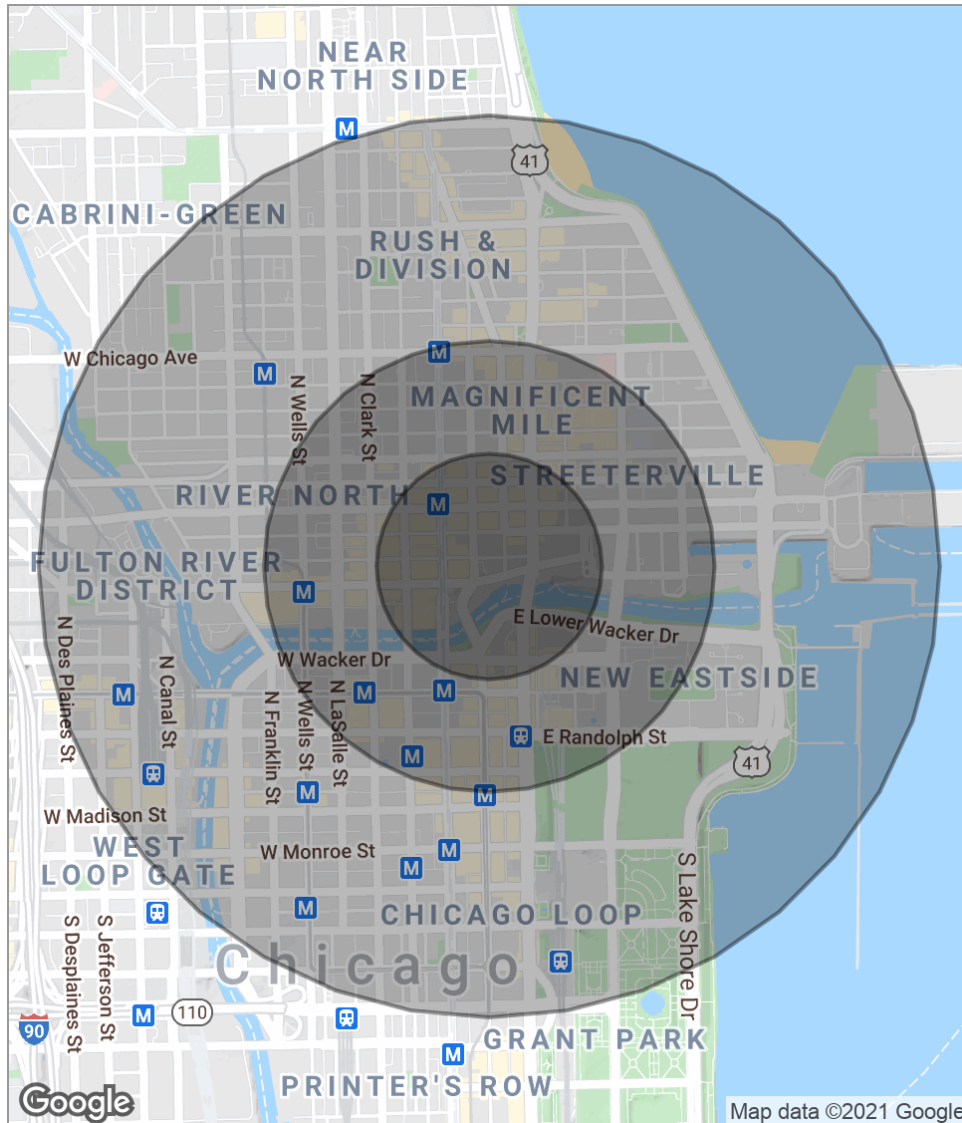 NEAR
NORTH SIDE
M
41
CABRINI-GREEN
RUSH &
DIVISION
W Chicago Ave
M
M
N Wells St
N Clark St
MAGNIFICENT
MILE
STREETERVILLE
RIVER NORTH
M
FULTON RIVER
DISTRICT
M
E Lower Wacker Dr
N Des Plaines St
N Canal St
W Wacker Dr
NEW EASTSIDE
M
M
M
N Franklin St
N Wells St
N LaSalle St
E Randolph St
M
41
M
M
W Madison St
WEST
LOOP GATE
W Monroe St
M
M
S Lake Shore Dr
M
CHICAGO LOOP
S Desplaines St
S Jefferson St
Chicago
110
M
90
GRANT PARK
M
PRINTER'S ROW
Google
Map data ©2021 Google